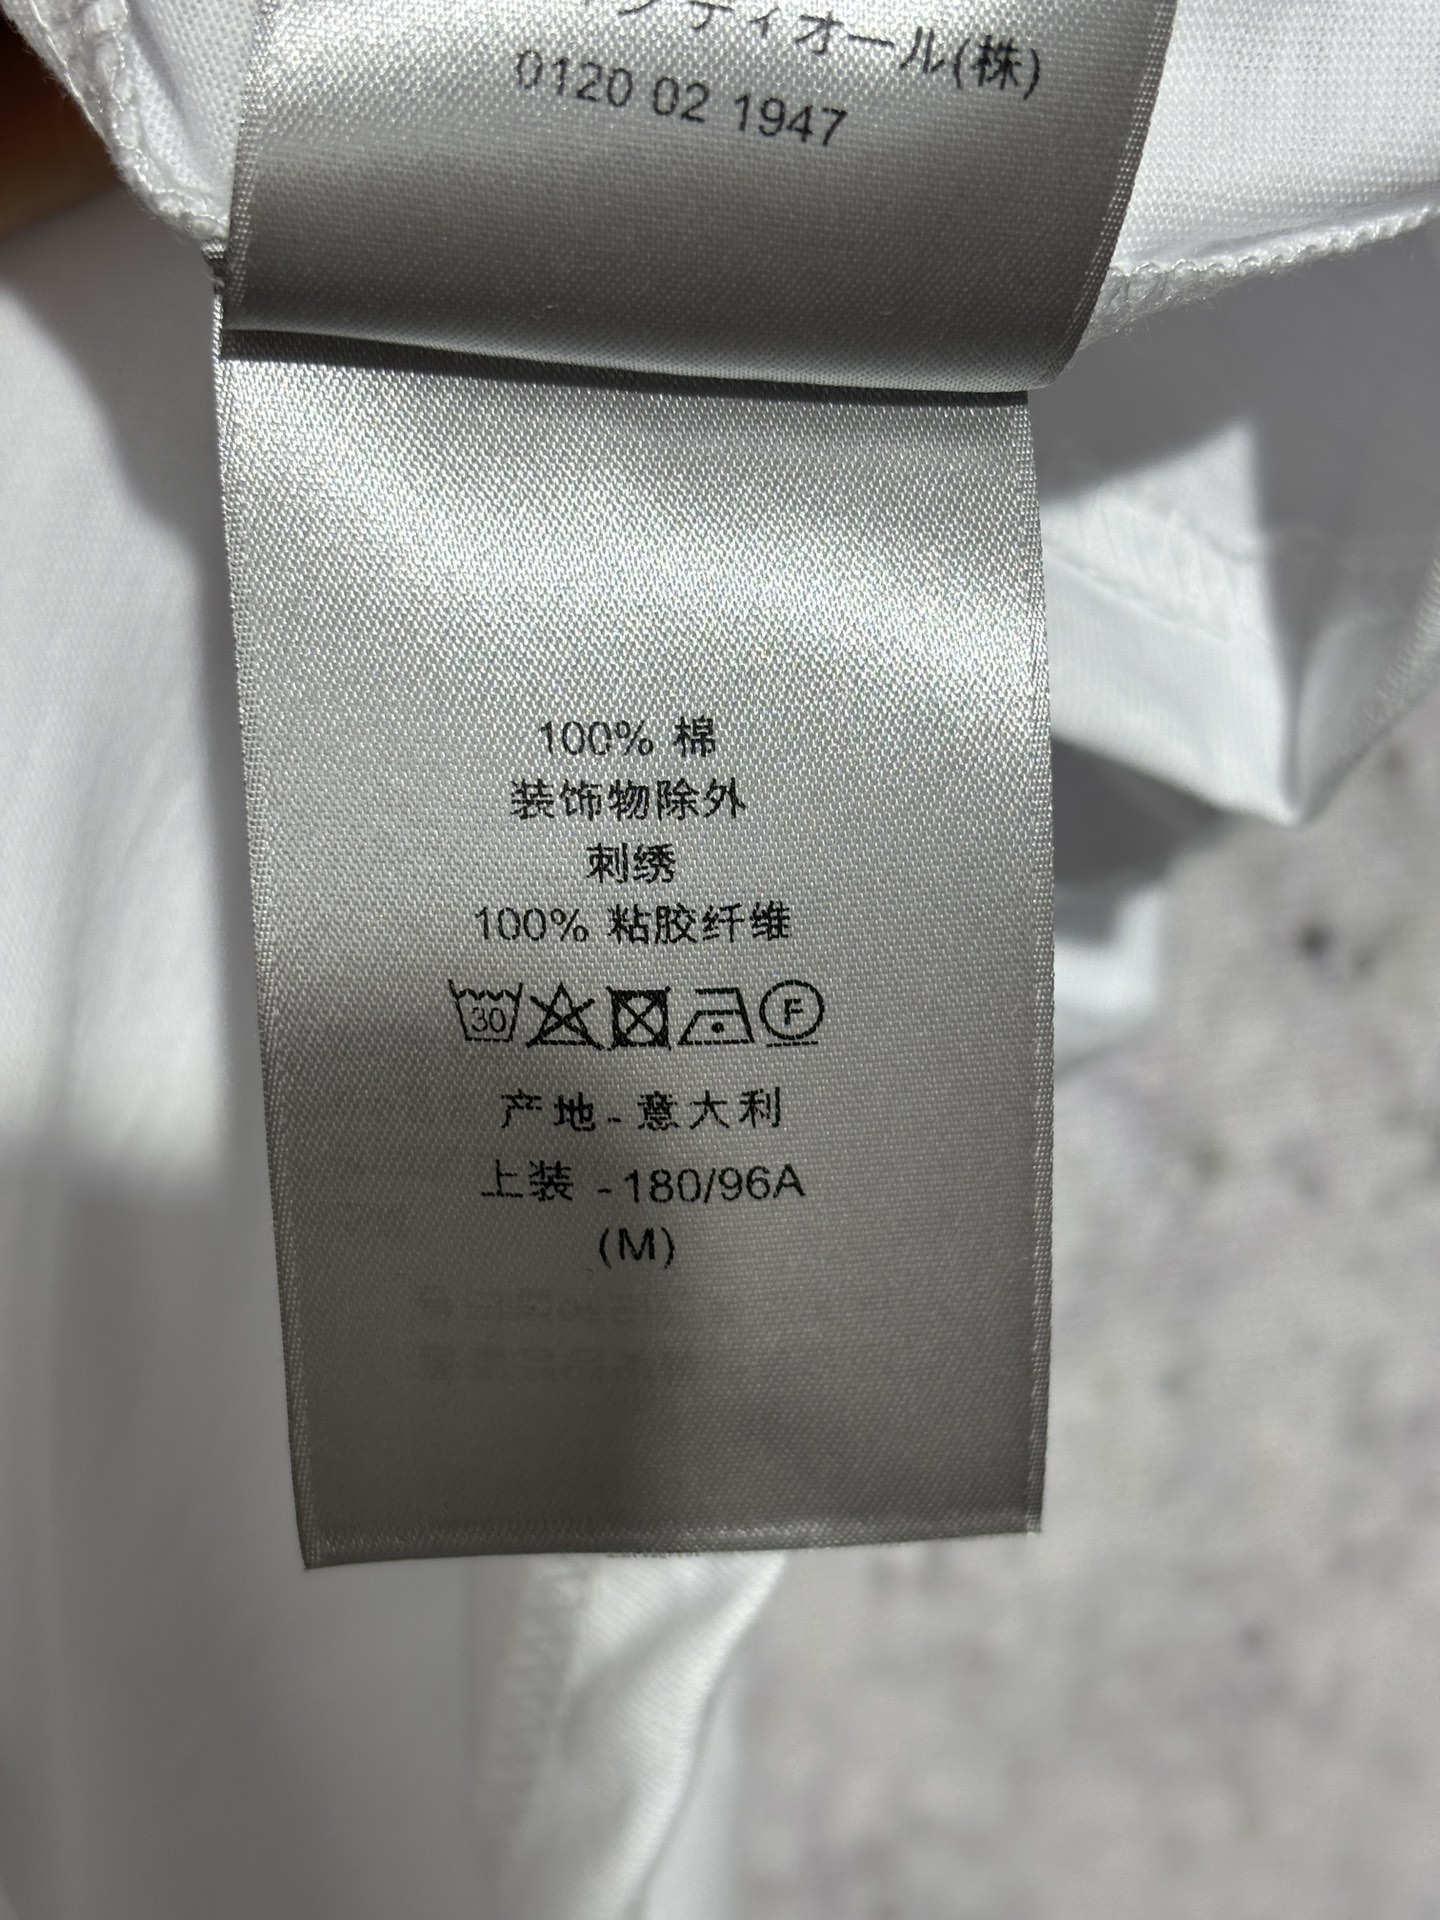 ディオール(株)
0120 02 1947
100% 棉
装饰物除外
刺绣
100% 粘胶纤维
30
F
产地- 意大利
上装 -180/96A
(M)